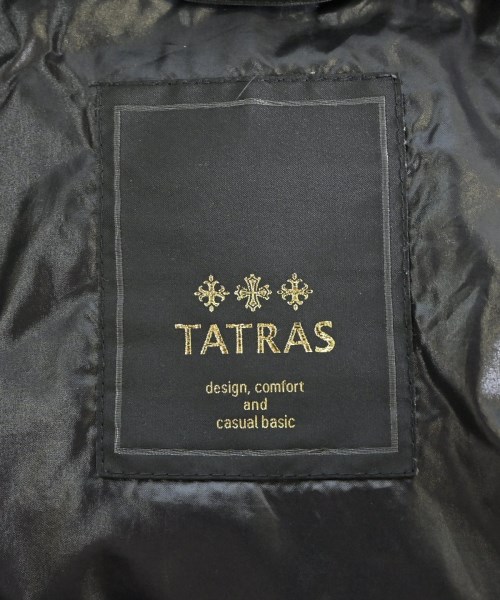 TATRAS
design, comfort
and
casual basic